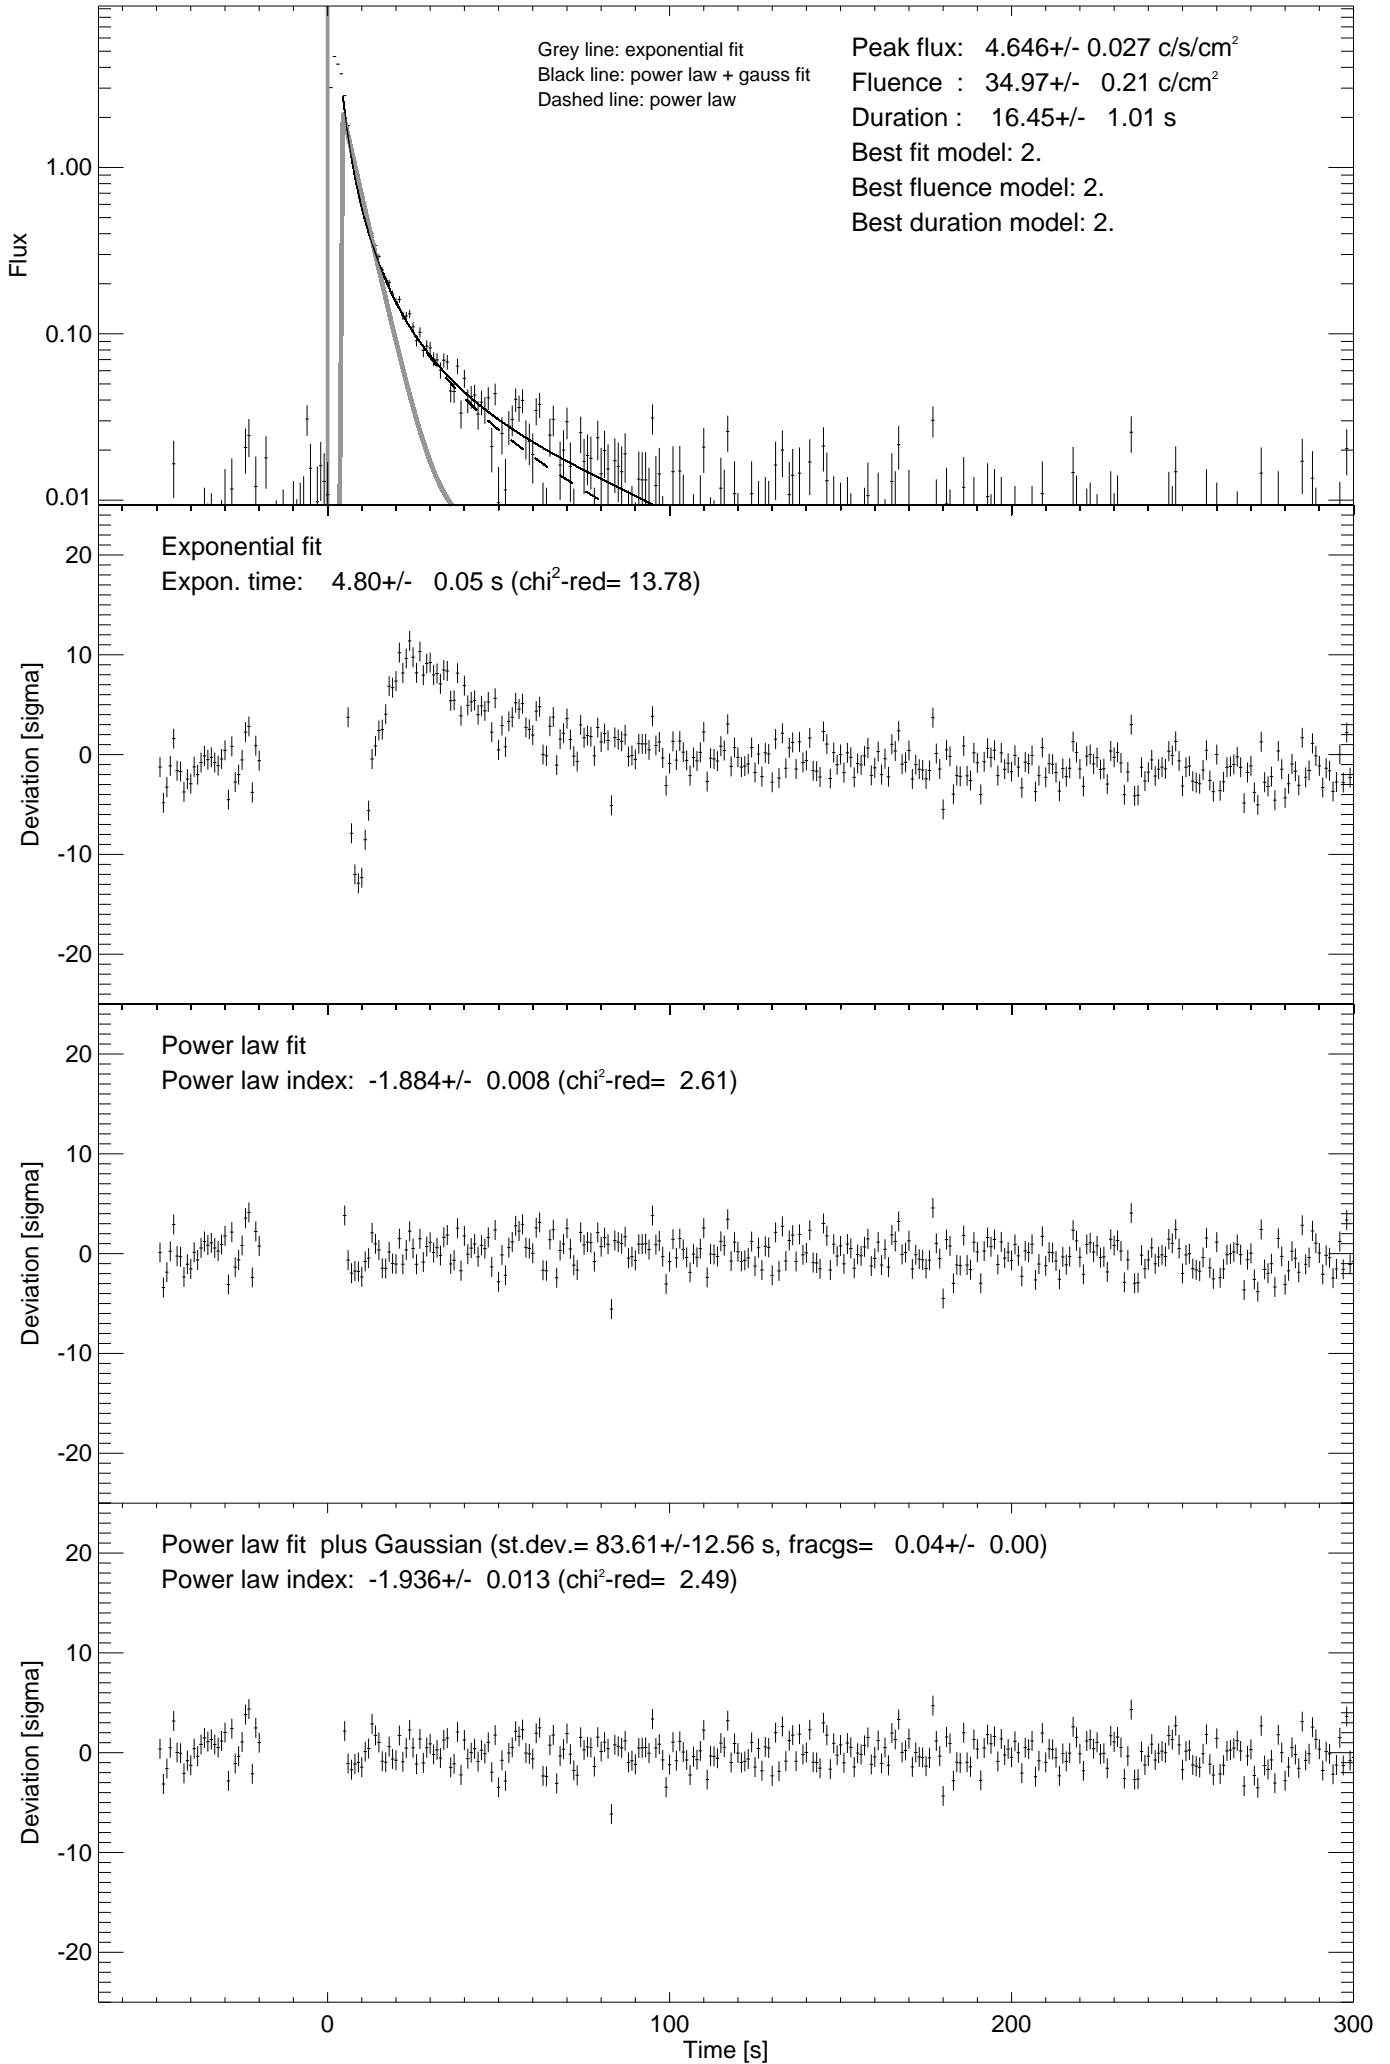 Grey line: exponential fit
Black line: power law + gauss fit
Dashed line: power law
Peak flux: 4.646+/- 0.027 c/s/cm²
Fluence : 34.97+/- 0.21 c/cm²
Duration : 16.45+/- 1.01 s
Best fit model: 2.
Best fluence model: 2.
Best duration model: 2.
1.00
0.10
0.01
Flux
Exponential fit
Expon. time: 4.80+/- 0.05 s (chi²-red= 13.78)
20
10
0
-10
-20
Deviation [sigma]
Power law fit
Power law index: -1.884+/- 0.008 (chi²-red= 2.61)
20
10
0
-10
-20
Deviation [sigma]
Power law fit plus Gaussian (st.dev.= 83.61+/-12.56 s, fracgs= 0.04+/- 0.00)
Power law index: -1.936+/- 0.013 (chi²-red= 2.49)
20
10
0
-10
-20
Deviation [sigma]
0 100 200 300
Time [s]